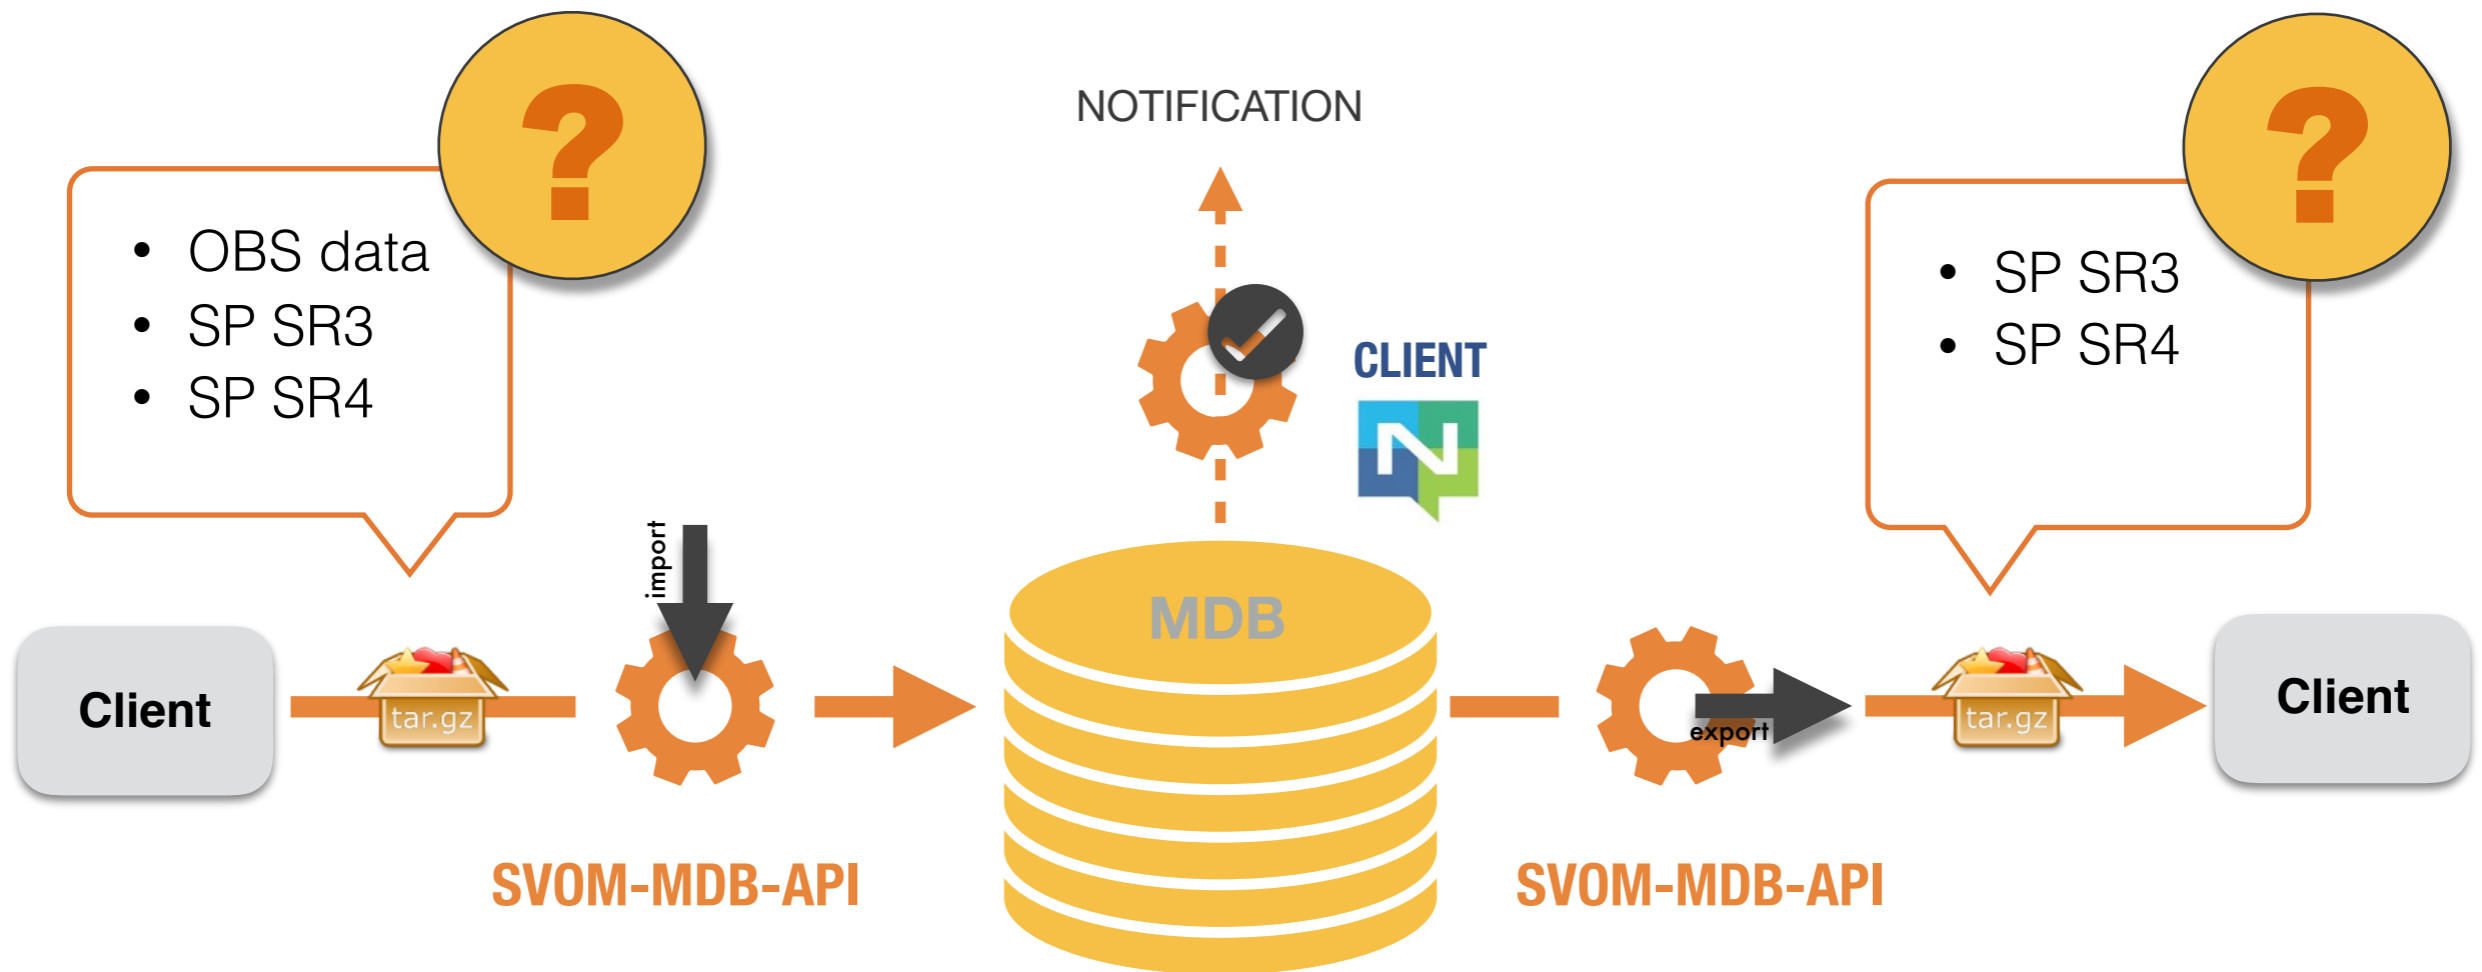 ?
?
NOTIFICATION
• OBS data
• SP SR3
• SP SR4
• SP SR3
• SP SR4
CLIENT
N
import
MDB
Client
tar.gz
export
tar.gz
Client
SVOM-MDB-API
SVOM-MDB-API